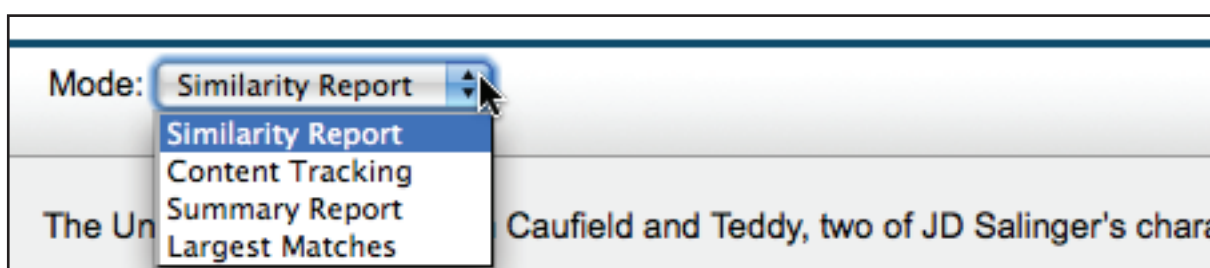 Mode: Similarity Report
Similarity Report
Content Tracking
Summary Report
Largest Matches
The Un Caufield and Teddy, two of JD Salinger's chara